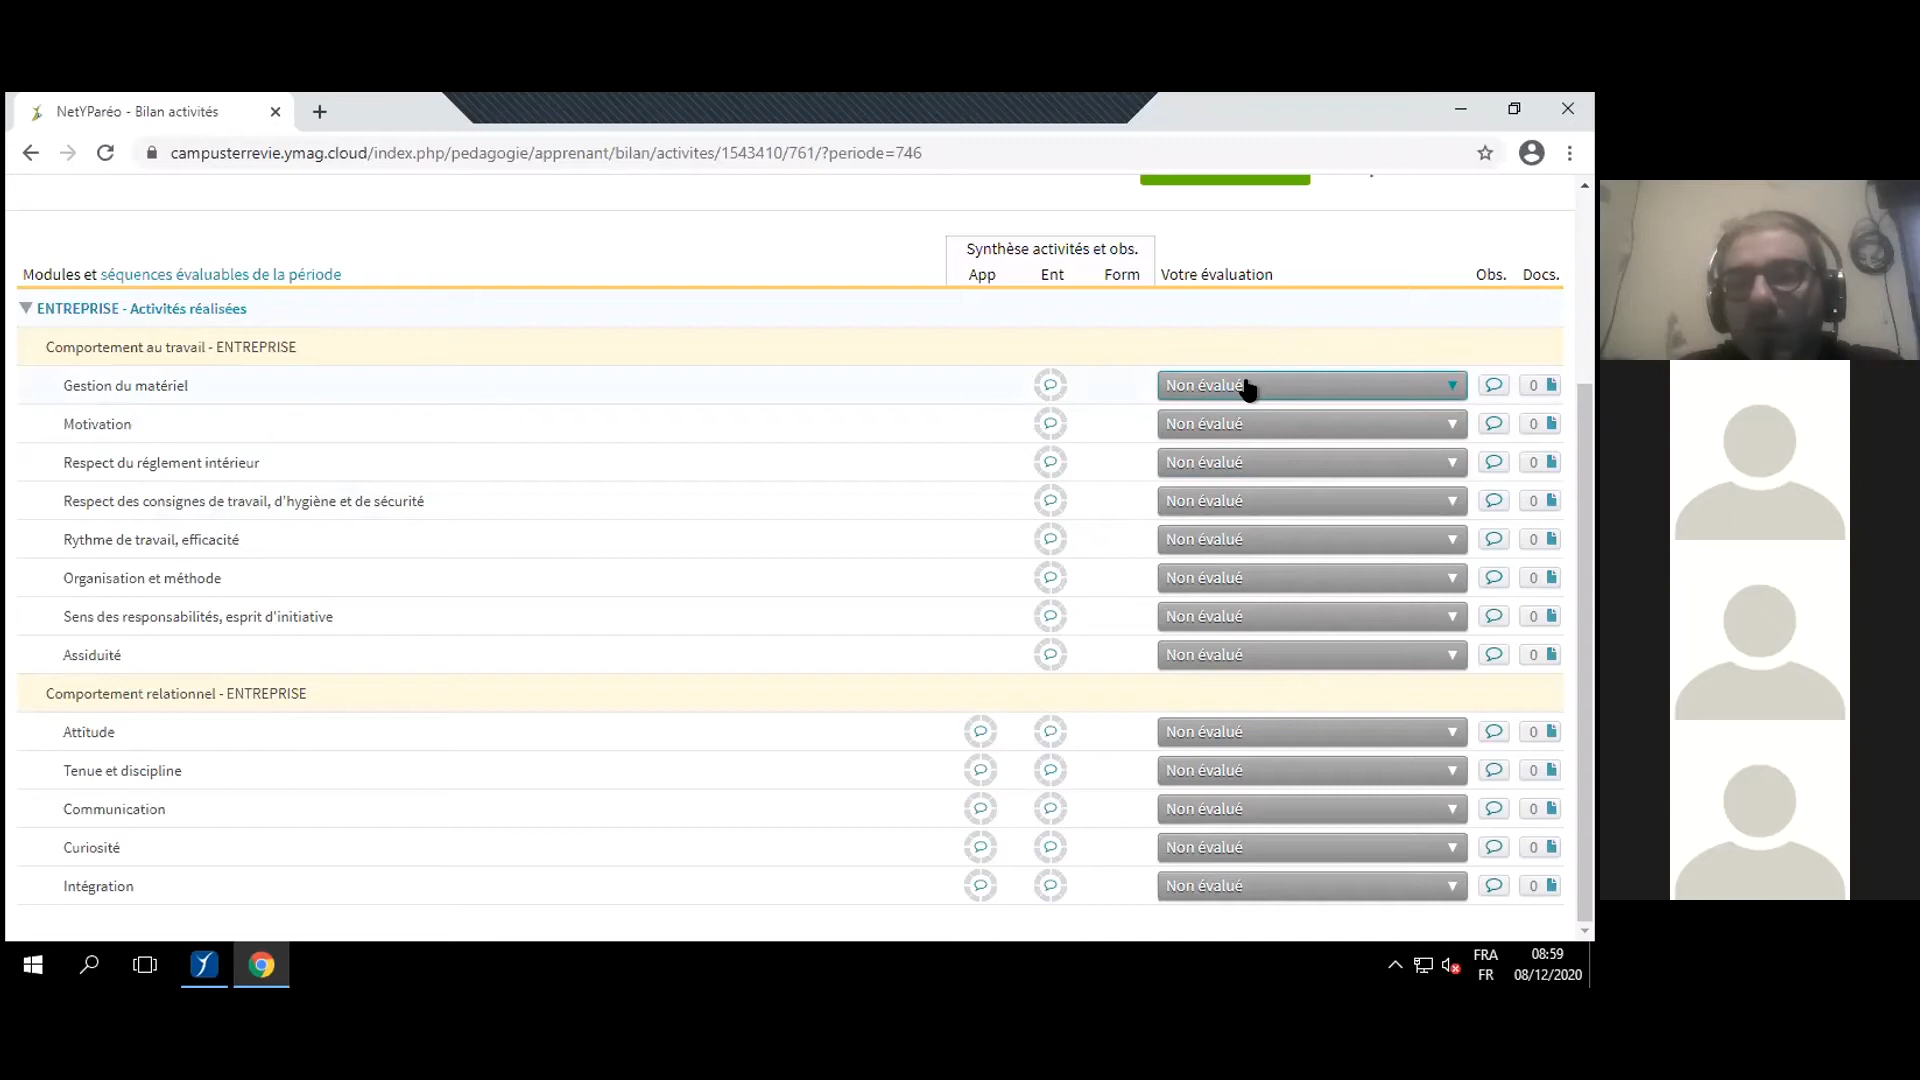 NetYParéo - Bilan activités
campusterrevie.ymag.cloud/index.php/pedagogie/apprenant/bilan/activites/1543410/761/?periode=746
Synthèse activités et obs.
Modules et séquences évaluables de la période App Ent Form Votre évaluation Obs. Docs.
ENTREPRISE - Activités réalisées
Comportement au travail - ENTREPRISE
Gestion du matériel Non évalué 0
Motivation Non évalué 0
Respect du réglement intérieur Non évalué 0
Respect des consignes de travail, d'hygiène et de sécurité Non évalué 0
Rythme de travail, efficacité Non évalué 0
Organisation et méthode Non évalué 0
Sens des responsabilités, esprit d'initiative Non évalué 0
Assiduité Non évalué 0
Comportement relationnel - ENTREPRISE
Attitude Non évalué 0
Tenue et discipline Non évalué 0
Communication Non évalué 0
Curiosité Non évalué 0
Intégration Non évalué 0
FRA 08:59
FR 08/12/2020